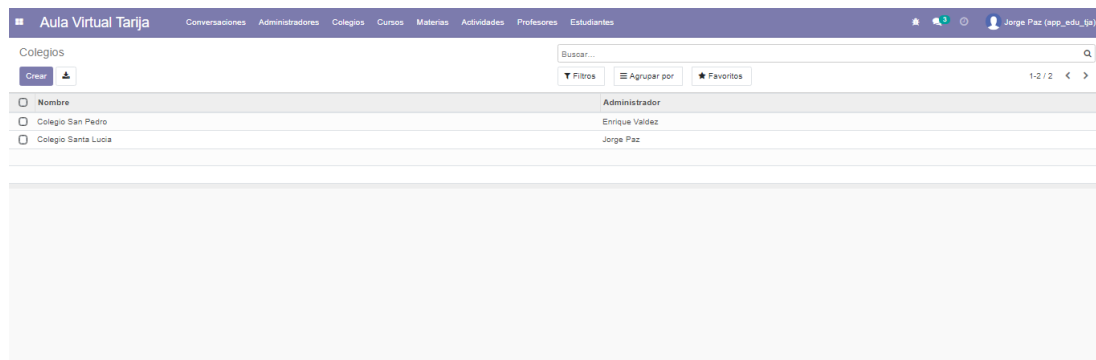 Aula Virtual Tarija Conversaciones Administradores Colegios Cursos Materias Actividades Profesores Estudiantes 3 Jorge Paz (app_edu_tja)
Colegios Buscar...
Crear Filtros Agrupar por Favoritos 1-2 / 2
Nombre Administrador
Colegio San Pedro Enrique Valdez
Colegio Santa Lucia Jorge Paz